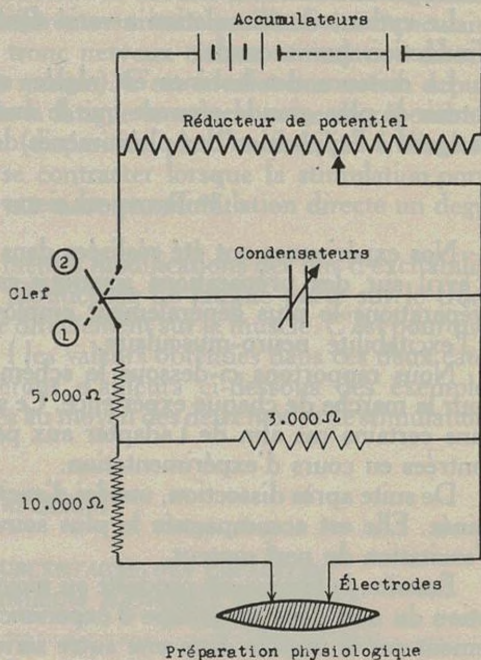 Accumulateurs
Réducteur de potentiel
Condensateurs
2
Clef
1
5.000 Ω
3.000 Ω
10.000 Ω
Électrodes
Préparation physiologique